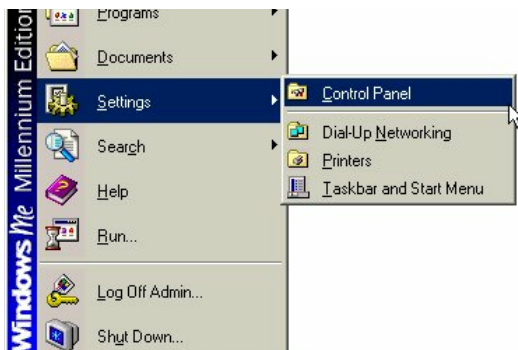 Programs
Documents
Settings
Search
Help
Run...
Log Off Admin...
Shut Down...
Control Panel
Dial-Up Networking
Printers
Taskbar and Start Menu
Windows Me Millennium Edition